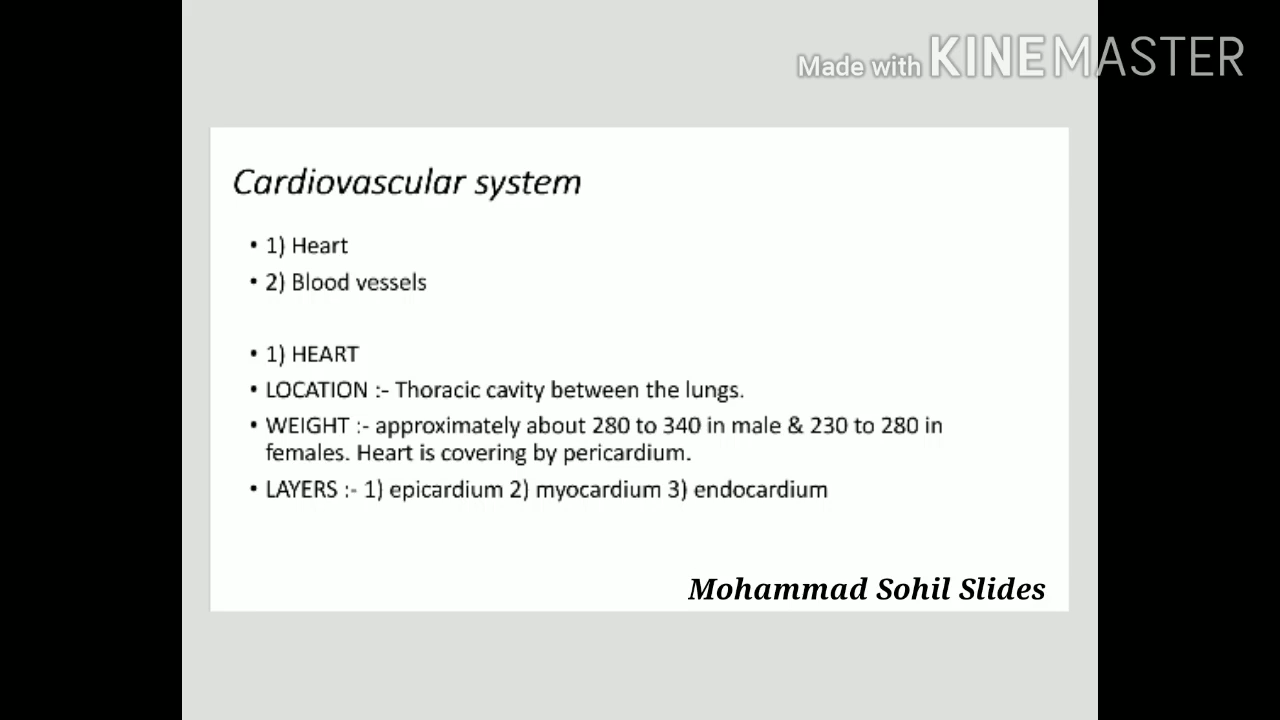 Made with KINEMASTER
Cardiovascular system
• 1) Heart
• 2) Blood vessels
• 1) HEART
• LOCATION :- Thoracic cavity between the lungs.
• WEIGHT :- approximately about 280 to 340 in male & 230 to 280 in
females. Heart is covering by pericardium.
• LAYERS :- 1) epicardium 2) myocardium 3) endocardium
Mohammad Sohil Slides